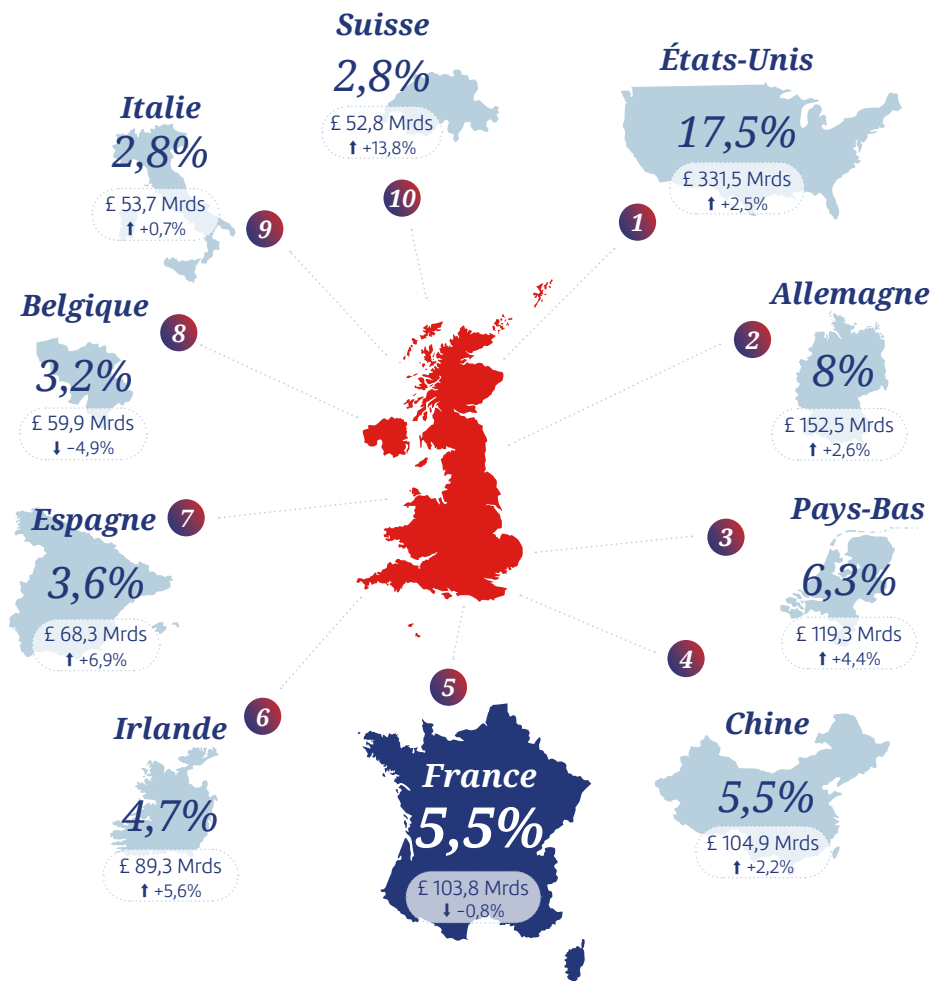 Suisse
2,8%
£ 52,8 Mrds
⬆ +13,8%
10
États-Unis
17,5%
£ 331,5 Mrds
⬆ +2,5%
1
Allemagne
8%
£ 152,5 Mrds
⬆ +2,6%
2
Pays-Bas
6,3%
£ 119,3 Mrds
⬆ +4,4%
3
Chine
5,5%
£ 104,9 Mrds
⬆ +2,2%
4
5
France
5,5%
£ 103,8 Mrds
⬇ −0,8%
Irlande
4,7%
£ 89,3 Mrds
⬆ +5,6%
6
Espagne
3,6%
£ 68,3 Mrds
⬆ +6,9%
7
Belgique
3,2%
£ 59,9 Mrds
⬇ −4,9%
8
Italie
2,8%
£ 53,7 Mrds
⬆ +0,7%
9